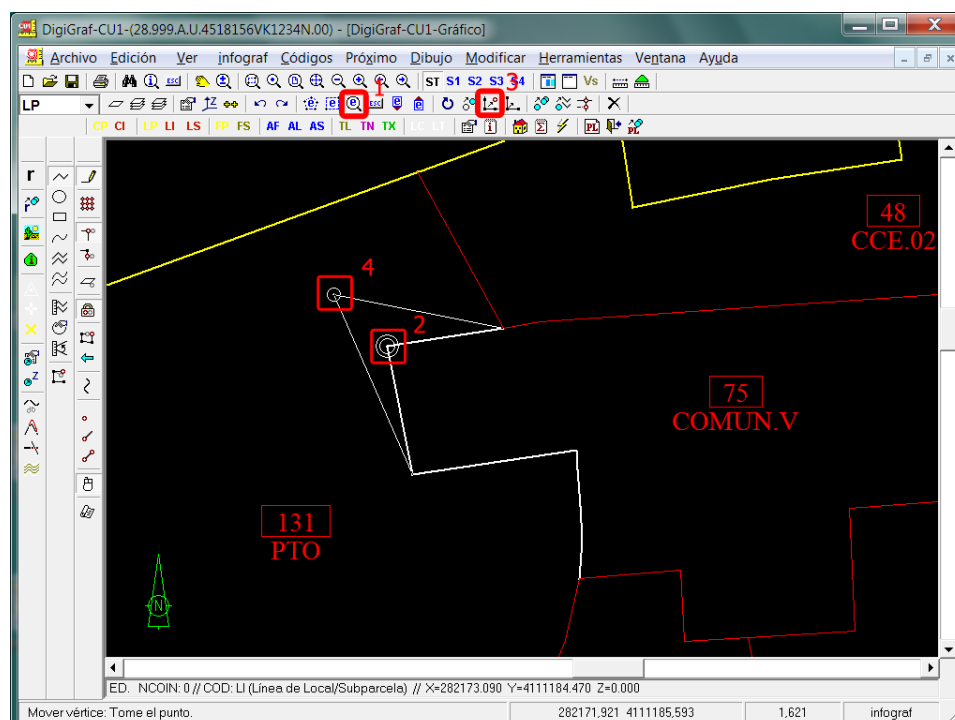 DigiGraf-CU1-(28.999.A.U.4518156VK1234N.00) - [DigiGraf-CU1-Gráfico]
Archivo Edición Ver infograf Códigos Próximo Dibujo Modificar Herramientas Ventana Ayuda
ESC ST S1 S2 S3 S4 Vs
1 3
LP ESC
CP CI LP LI LS FP FS AF AL AS TL TN TX LC LT PL PL
r
48
CCE.02
4
2
75
COMUN.V
131
PTO
N
Z
ED. NCOIN: 0 // COD: LI (Línea de Local/Subparcela) // X=282173.090 Y=4111184.470 Z=0.000
Mover vértice: Tome el punto. 282171,921 4111185,593 1,621 infograf